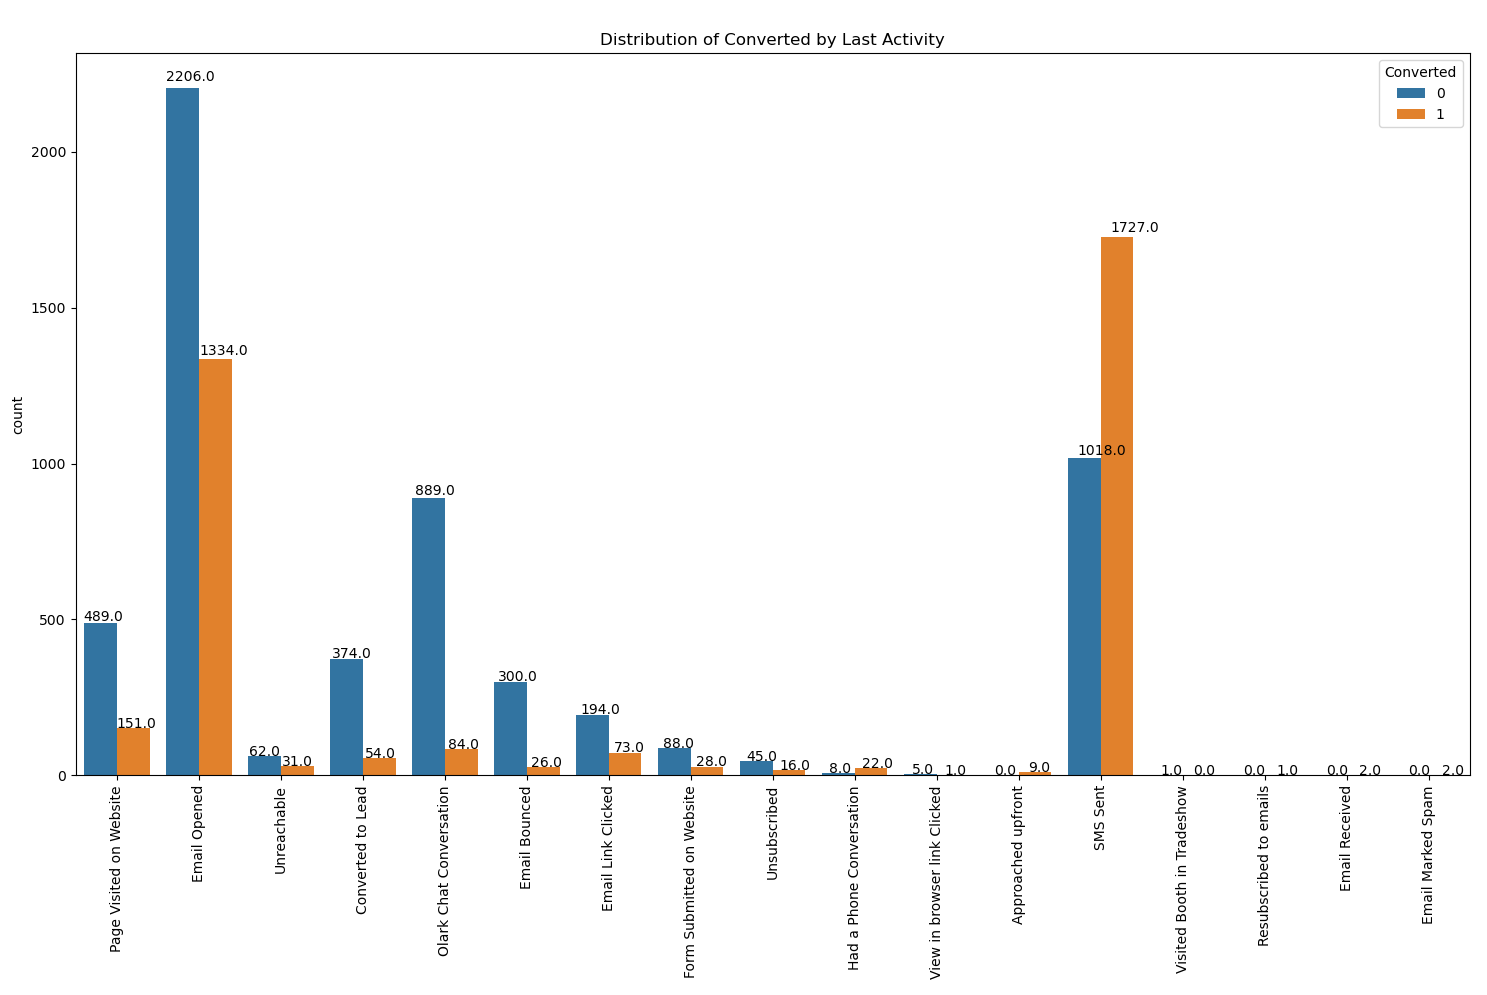 Distribution of Converted by Last Activity
Converted
0
1
count
2000
1500
1000
500
0
2206.0
1334.0
1727.0
1018.0
889.0
489.0
151.0
62.0
31.0
374.0
54.0
84.0
300.0
26.0
194.0
73.0
88.0
28.0
45.0
16.0
8.0
22.0
5.0
1.0
0.0
9.0
1.0
0.0
0.0
1.0
0.0
2.0
0.0
2.0
Page Visited on Website
Email Opened
Unreachable
Converted to Lead
Olark Chat Conversation
Email Bounced
Email Link Clicked
Form Submitted on Website
Unsubscribed
Had a Phone Conversation
View in browser link Clicked
Approached upfront
SMS Sent
Visited Booth in Tradeshow
Resubscribed to emails
Email Received
Email Marked Spam